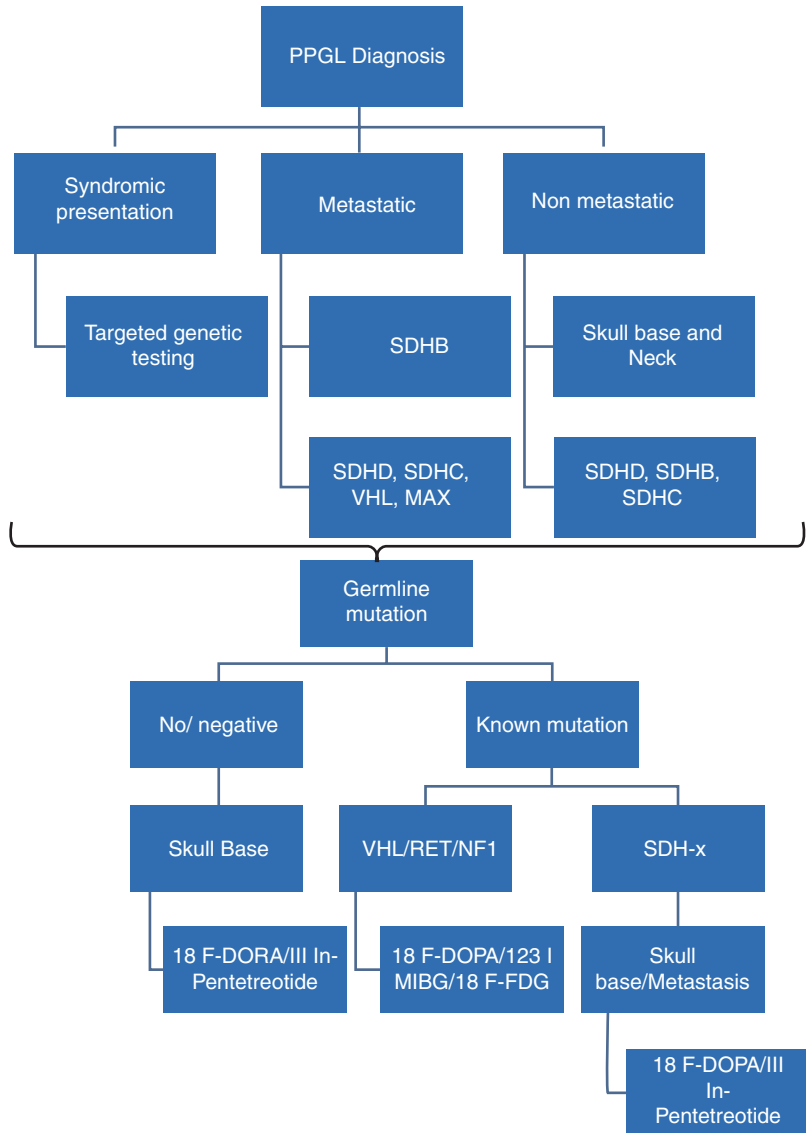 PPGL Diagnosis
Syndromic
presentation
Metastatic
Non metastatic
Targeted genetic
testing
SDHB
Skull base and
Neck
SDHD, SDHC,
VHL, MAX
SDHD, SDHB,
SDHC
Germline
mutation
No/ negative
Known mutation
Skull Base
VHL/RET/NF1
SDH-x
18 F-DORA/III In-
Pentetreotide
18 F-DOPA/123 I
MIBG/18 F-FDG
Skull
base/Metastasis
18 F-DOPA/III
In-
Pentetreotide